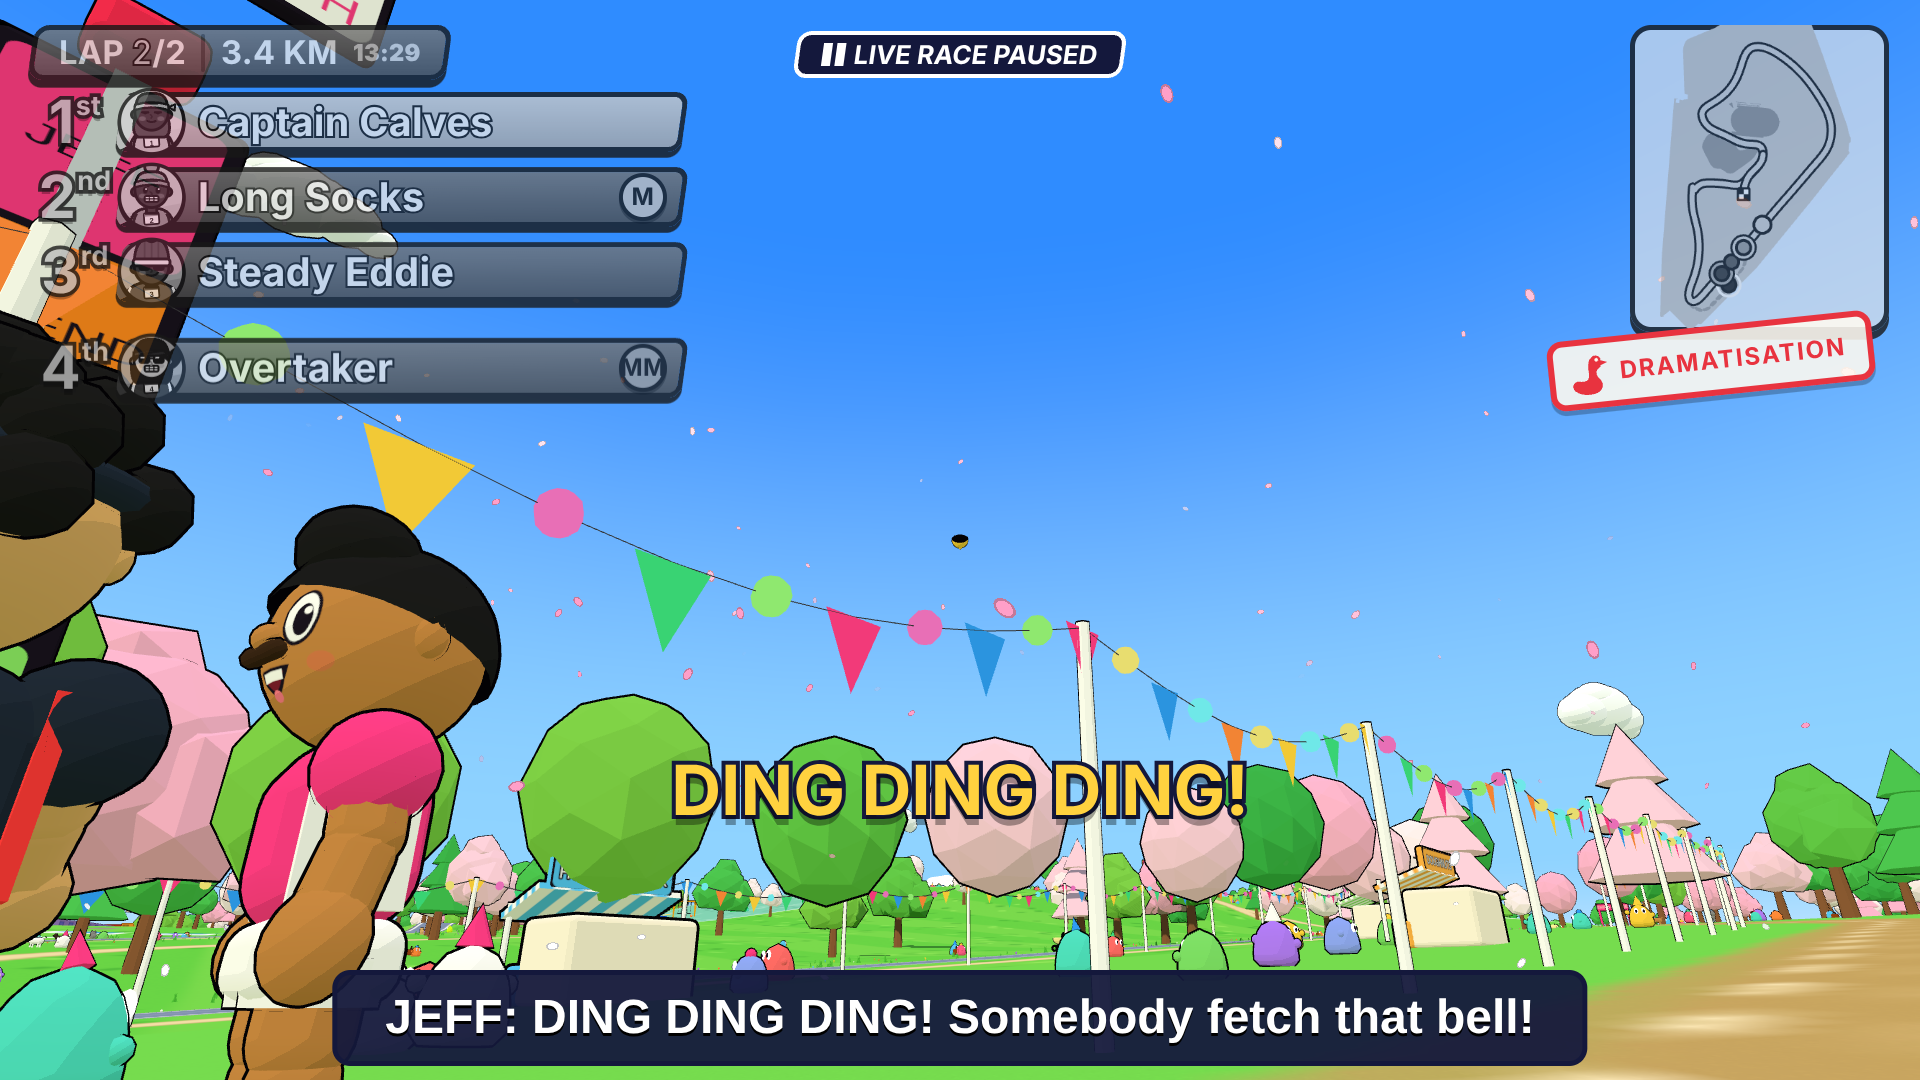 LAP 2/2 | 3.4 KM 13:29
LIVE RACE PAUSED
1st Captain Calves
2nd Long Socks M
3rd Steady Eddie
4th Overtaker MM
DRAMATISATION
DING DING DING!
JEFF: DING DING DING! Somebody fetch that bell!